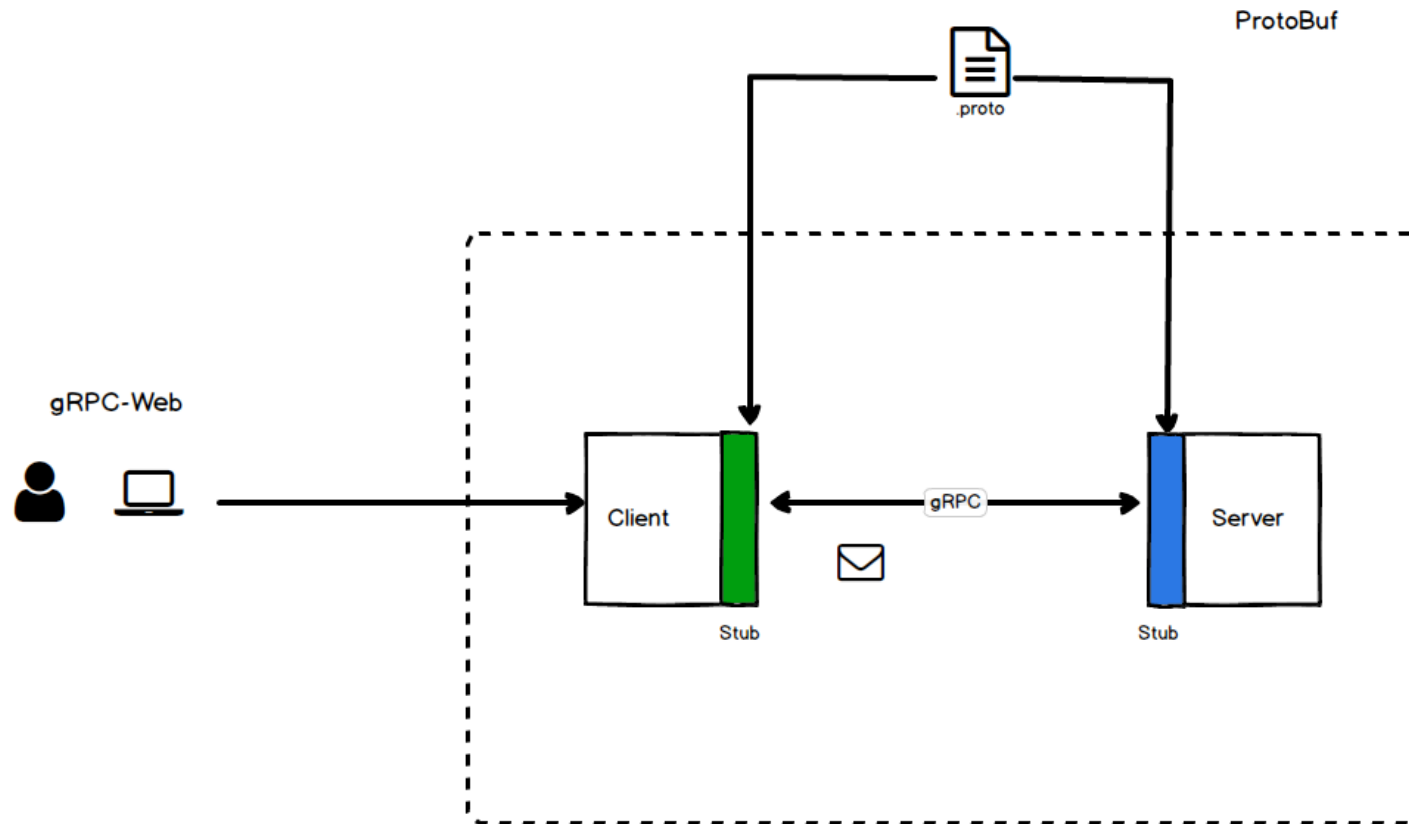 ProtoBuf
.proto
gRPC-Web
Client
gRPC
Server
Stub
Stub